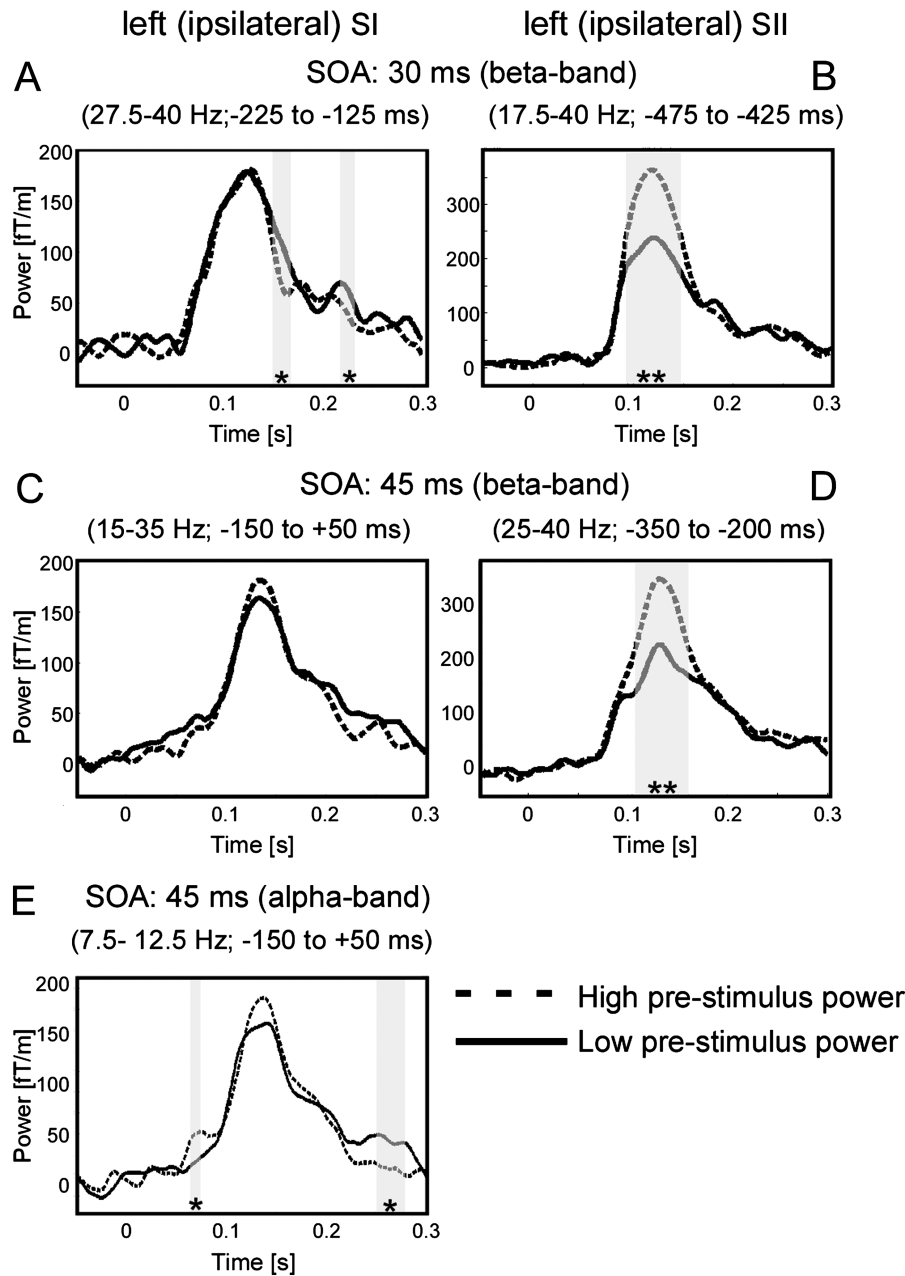 left (ipsilateral) SI
left (ipsilateral) SII
A
SOA: 30 ms (beta-band)
B
(27.5-40 Hz;-225 to -125 ms)
(17.5-40 Hz; -475 to -425 ms)
200
150
100
50
0
Power [fT/m]
* *
0 0.1 0.2 0.3
Time [s]
300
200
100
0
**
0 0.1 0.2 0.3
Time [s]
C
SOA: 45 ms (beta-band)
D
(15-35 Hz; -150 to +50 ms)
(25-40 Hz; -350 to -200 ms)
200
150
100
50
0
Power [fT/m]
0 0.1 0.2 0.3
Time [s]
300
200
100
0
**
0 0.1 0.2 0.3
Time [s]
E
SOA: 45 ms (alpha-band)
(7.5- 12.5 Hz; -150 to +50 ms)
200
150
100
50
0
Power [fT/m]
* *
0 0.1 0.2 0.3
Time [s]
High pre-stimulus power
Low pre-stimulus power